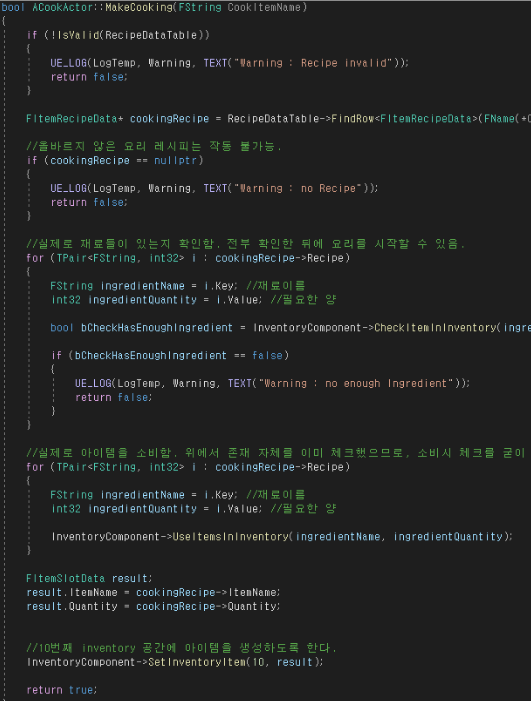 bool ACookActor::MakeCooking(FString CookItemName)
{
if (!IsValid(RecipeDataTable))
{
UE_LOG(LogTemp, Warning, TEXT("Warning : Recipe invalid"));
return false;
}
FItemRecipeData* cookingRecipe = RecipeDataTable->FindRow<FItemRecipeData>(FName(*
//올바르지 않은 요리 레시피는 작동 불가능.
if (cookingRecipe == nullptr)
{
UE_LOG(LogTemp, Warning, TEXT("Warning : no Recipe"));
return false;
}
//실제로 재료들이 있는지 확인함. 전부 확인한 뒤에 요리를 시작할 수 있음.
for (TPair<FString, int32> i : cookingRecipe->Recipe)
{
FString ingredientName = i.Key; //재료이름
int32 ingredientQuantity = i.Value; //필요한 양
bool bCheckHasEnoughIngredient = InventoryComponent->CheckItemInInventory(ingre
if (bCheckHasEnoughIngredient == false)
{
UE_LOG(LogTemp, Warning, TEXT("Warning : no enough Ingredient"));
return false;
}
}
//실제로 아이템을 소비함. 위에서 존재 자체를 이미 체크했으므로, 소비시 체크를 굳이
for (TPair<FString, int32> i : cookingRecipe->Recipe)
{
FString ingredientName = i.Key; //재료이름
int32 ingredientQuantity = i.Value; //필요한 양
InventoryComponent->UseItemsInInventory(ingredientName, ingredientQuantity);
}
FItemSlotData result;
result.ItemName = cookingRecipe->ItemName;
result.Quantity = cookingRecipe->Quantity;
//10번째 inventory 공간에 아이템을 생성하도록 한다.
InventoryComponent->SetInventoryItem(10, result);
return true;